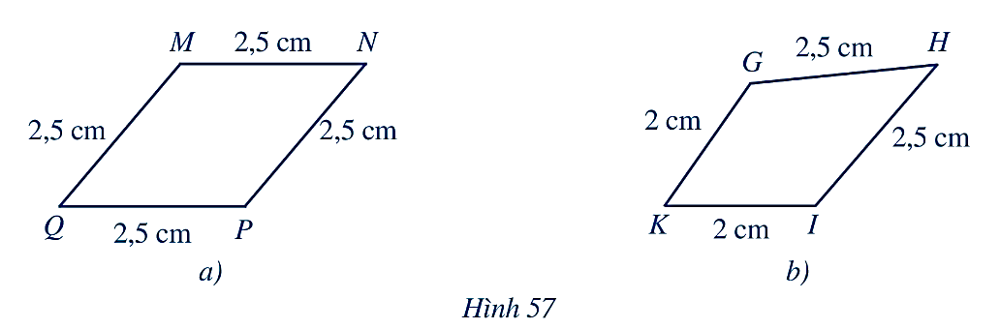 M 2,5 cm N
2,5 cm 2,5 cm
Q 2,5 cm P
a)
G 2,5 cm H
2 cm 2,5 cm
K 2 cm I
b)
Hình 57